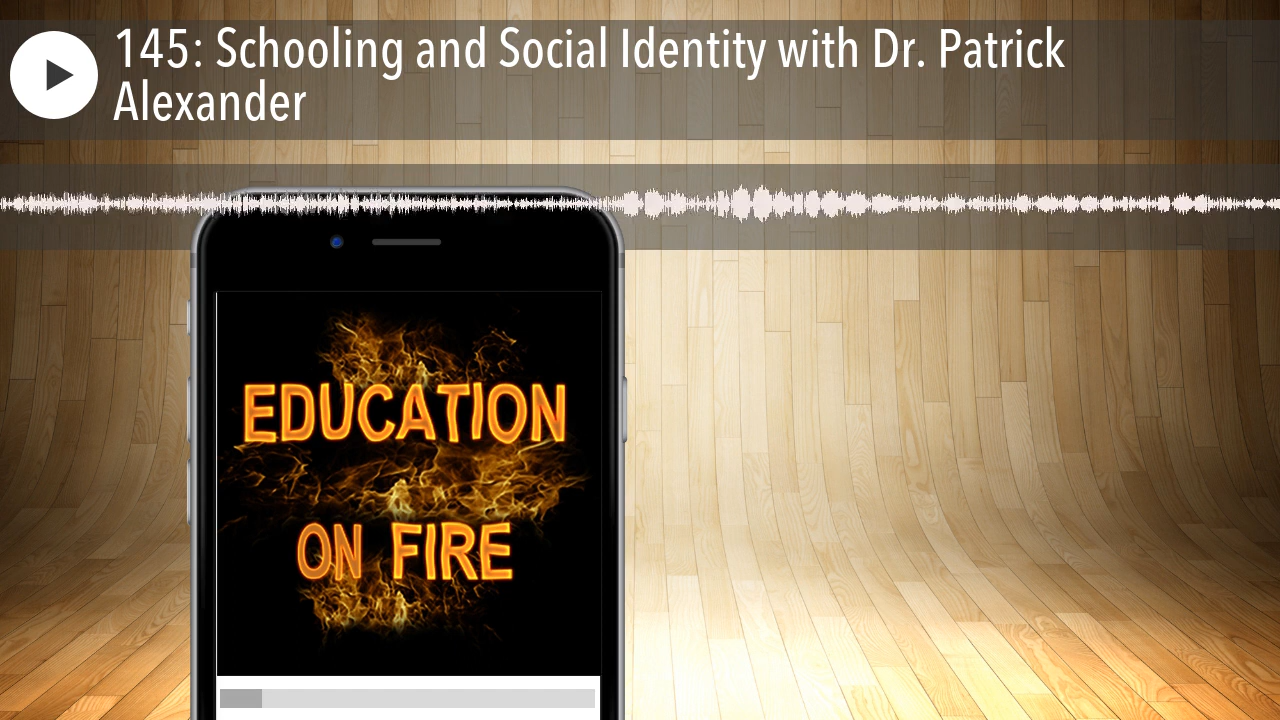 145: Schooling and Social Identity with Dr. Patrick
Alexander
EDUCATION
ON FIRE